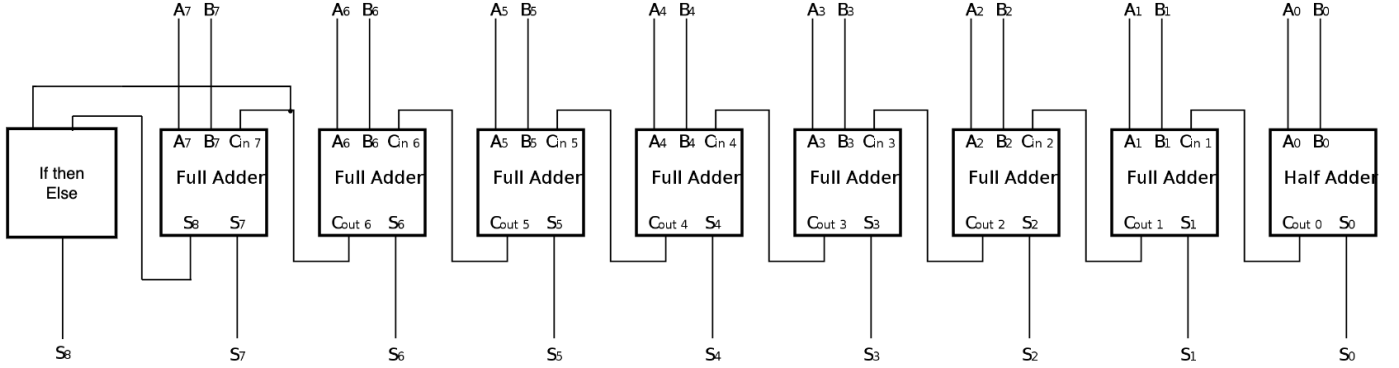 A7 B7 A6 B6 A5 B5 A4 B4 A3 B3 A2 B2 A1 B1 A0 B0
A7 B7 Cin 7 A6 B6 Cin 6 A5 B5 Cin 5 A4 B4 Cin 4 A3 B3 Cin 3 A2 B2 Cin 2 A1 B1 Cin 1 A0 B0
If then
Else
Full Adder Full Adder Full Adder Full Adder Full Adder Full Adder Full Adder Half Adder
S8 S7 Cout 6 S6 Cout 5 S5 Cout 4 S4 Cout 3 S3 Cout 2 S2 Cout 1 S1 Cout 0 S0
S8 S7 S6 S5 S4 S3 S2 S1 S0